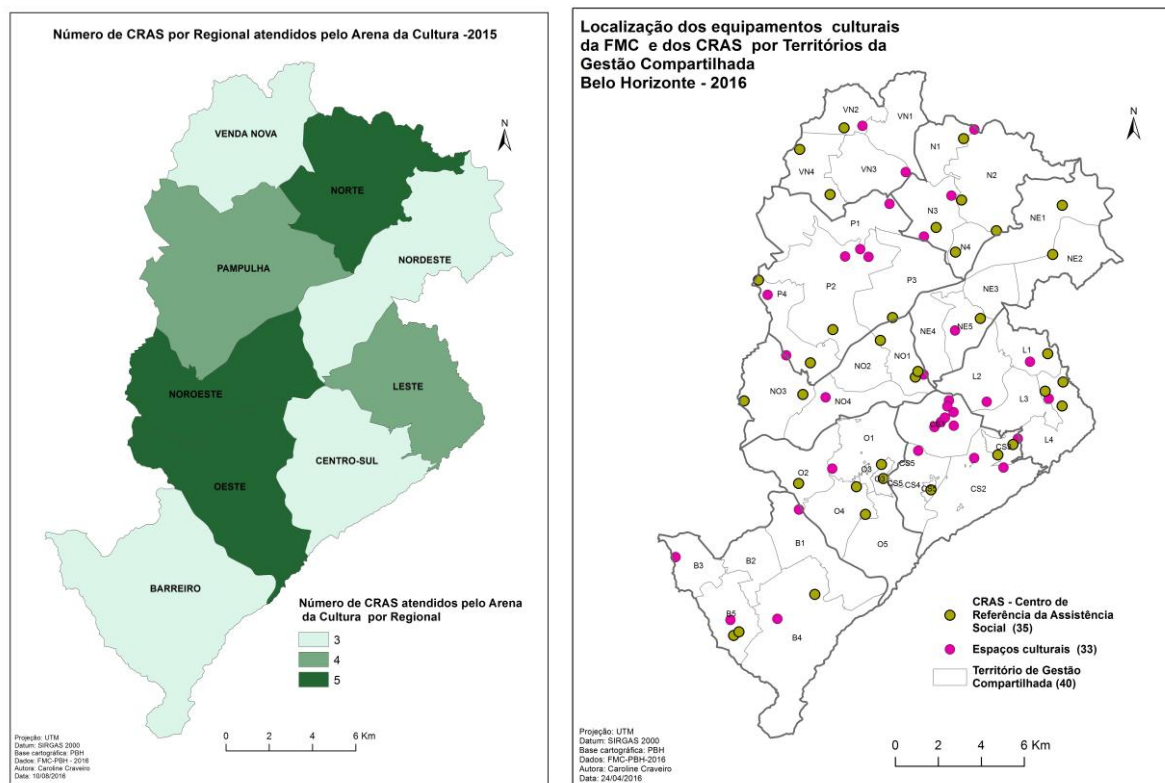 Número de CRAS por Regional atendidos pelo Arena da Cultura -2015
N
VENDA NOVA
NORTE
NORDESTE
PAMPULHA
LESTE
NOROESTE
CENTRO-SUL
OESTE
BARREIRO
Número de CRAS atendidos pelo Arena
da Cultura por Regional
3
4
5
Projeção: UTM
Datum: SIRGAS 2000
Base cartográfica: PBH
Dados: FMC-PBH - 2016
Autora: Caroline Craveiro
Data: 10/08/2016
0 2 4 6 Km
Localização dos equipamentos culturais
da FMC e dos CRAS por Territórios da
Gestão Compartilhada
Belo Horizonte - 2016
N
VN2
VN1
N1
VN4
VN3
N2
N3
NE1
P1
N4
NE2
P4
P2
P3
NE3
NE4
NE5
NO2
NO1
L1
L2
NO3
NO4
L3
O1
L4
O2
O3
CS5
CS5
CS4
CS2
O4
O5
B1
B3
B2
B5
B4
CRAS - Centro de
Referência da Assistência
Social (35)
Espaços culturais (33)
Território de Gestão
Compartilhada (40)
Projeção: UTM
Datum: SIRGAS 2000
Base cartográfica: PBH
Dados: FMC-PBH-2016
Autora: Caroline Craveiro
Data: 24/04/2016
0 2 4 6 Km